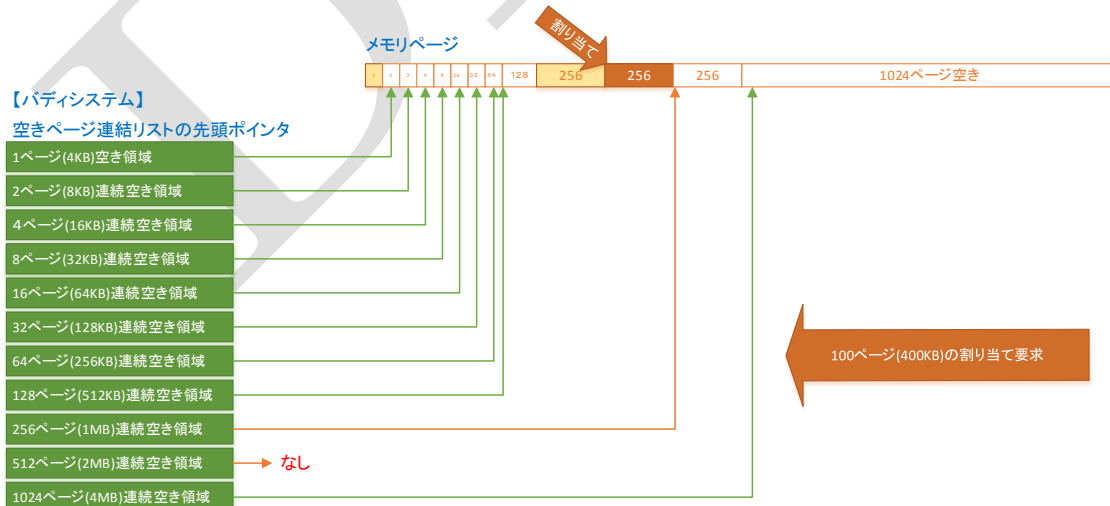 割り当て
メモリページ
1 1 2 4 8 16 32 64 128 256 256 256 1024ページ空き
【バディシステム】
空きページ連結リストの先頭ポインタ
1ページ(4KB)空き領域
2ページ(8KB)連続空き領域
4ページ(16KB)連続空き領域
8ページ(32KB)連続空き領域
16ページ(64KB)連続空き領域
32ページ(128KB)連続空き領域
64ページ(256KB)連続空き領域
100ページ(400KB)の割り当て要求
128ページ(512KB)連続空き領域
256ページ(1MB)連続空き領域
512ページ(2MB)連続空き領域 なし
1024ページ(4MB)連続空き領域